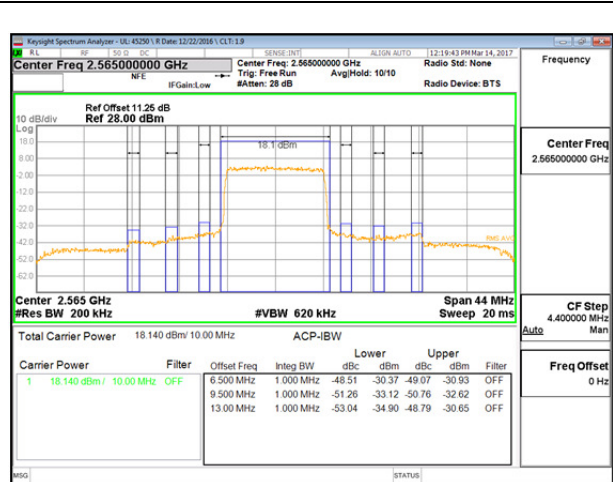 Keysight Spectrum Analyzer - UL: 45250 \ R Date: 12/22/2016 \ CLT: 1.9
RL RF 50 Ω DC SENSE:INT ALIGN AUTO 12:19:43 PM Mar 14, 2017
Center Freq 2.565000000 GHz Center Freq: 2.565000000 GHz Radio Std: None Frequency
NFE Trig: Free Run Avg|Hold: 10/10
IFGain:Low #Atten: 28 dB Radio Device: BTS
Ref Offset 11.25 dB
10 dB/div Ref 28.00 dBm
Log
18.0
18.1 dBm
8.00
-2.00
-12.0
-22.0
-32.0
-42.0 RMS AVG
-52.0
-62.0
Center Freq
2.565000000 GHz
Center 2.565 GHz Span 44 MHz
#Res BW 200 kHz #VBW 620 kHz Sweep 20 ms
CF Step
4.400000 MHz
Auto Man
Total Carrier Power 18.140 dBm/ 10.00 MHz ACP-IBW
Lower Upper
Carrier Power Filter Offset Freq Integ BW dBc dBm dBc dBm Filter
1 18.140 dBm / 10.00 MHz OFF 6.500 MHz 1.000 MHz -48.51 -30.37 -49.07 -30.93 OFF
9.500 MHz 1.000 MHz -51.26 -33.12 -50.76 -32.62 OFF
13.00 MHz 1.000 MHz -53.04 -34.90 -48.79 -30.65 OFF
Freq Offset
0 Hz
MSG STATUS